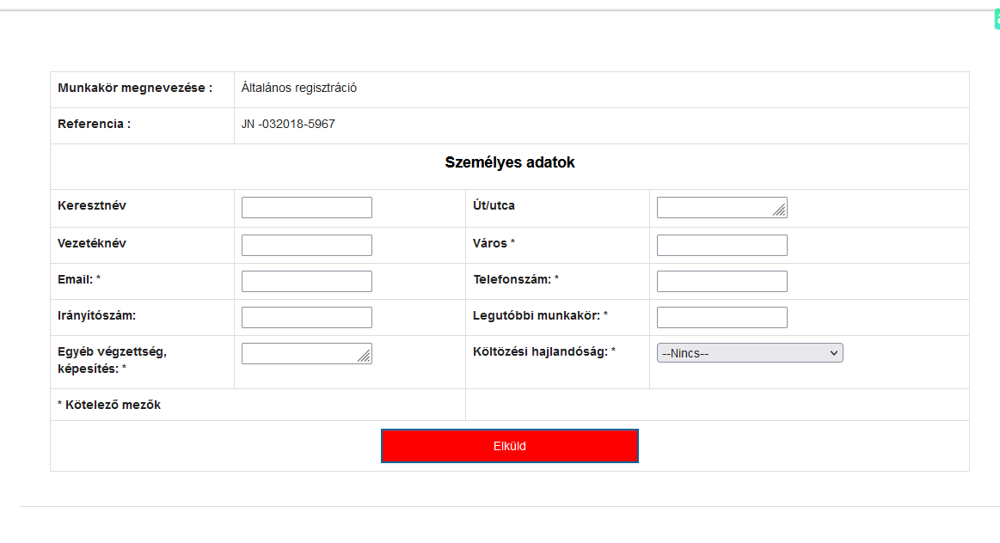 Munkakör megnevezése : Általános regisztráció
Referencia : JN -032018-5967
Személyes adatok
Keresztnév Út/utca
Vezetéknév Város *
Email: * Telefonszám: *
Irányítószám: Legutóbbi munkakör: *
Egyéb végzettség, Költözési hajlandóság: * --Nincs--
képesítés: *
* Kötelező mezők
Elküld